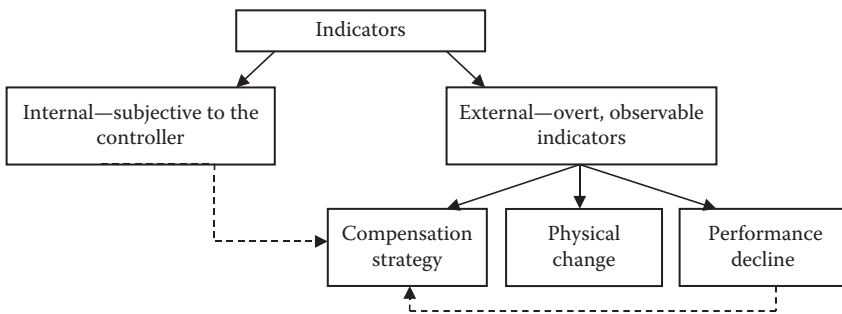 Indicators
Internal—subjective to the
controller
External—overt, observable
indicators
Compensation
strategy
Physical
change
Performance
decline